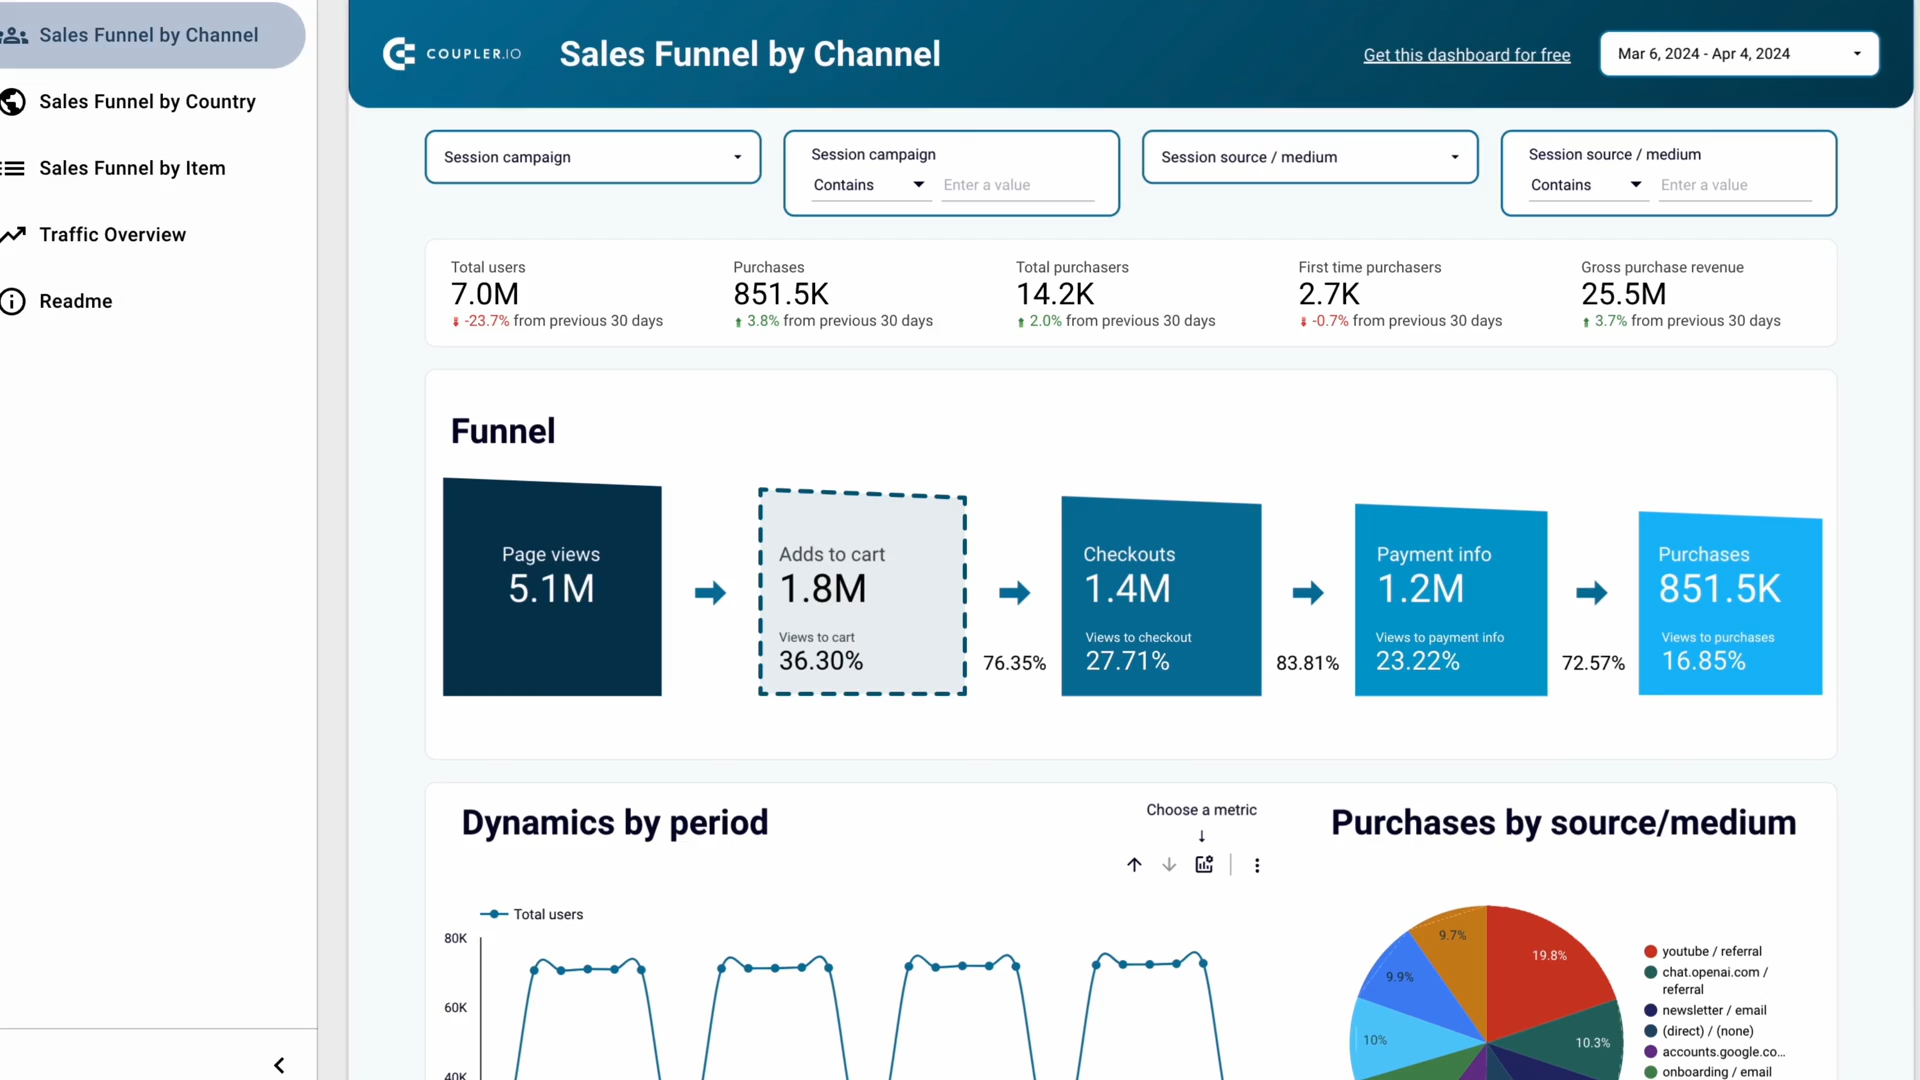 Sales Funnel by Channel
Sales Funnel by Country
Sales Funnel by Item
Traffic Overview
Readme
COUPLER.IO
Sales Funnel by Channel
Get this dashboard for free
Mar 6, 2024 - Apr 4, 2024
Session campaign
Session campaign
Contains
Enter a value
Session source / medium
Session source / medium
Contains
Enter a value
Total users
7.0M
-23.7% from previous 30 days
Purchases
851.5K
3.8% from previous 30 days
Total purchasers
14.2K
2.0% from previous 30 days
First time purchasers
2.7K
-0.7% from previous 30 days
Gross purchase revenue
25.5M
3.7% from previous 30 days
Funnel
Page views
5.1M
Adds to cart
1.8M
Views to cart
36.30%
76.35%
Checkouts
1.4M
Views to checkout
27.71%
83.81%
Payment info
1.2M
Views to payment info
23.22%
72.57%
Purchases
851.5K
Views to purchases
16.85%
Dynamics by period
Choose a metric
Total users
80K
60K
40K
Purchases by source/medium
9.7%
19.8%
9.9%
10%
10.3%
youtube / referral
chat.openai.com /
referral
newsletter / email
(direct) / (none)
accounts.google.co...
onboarding / email